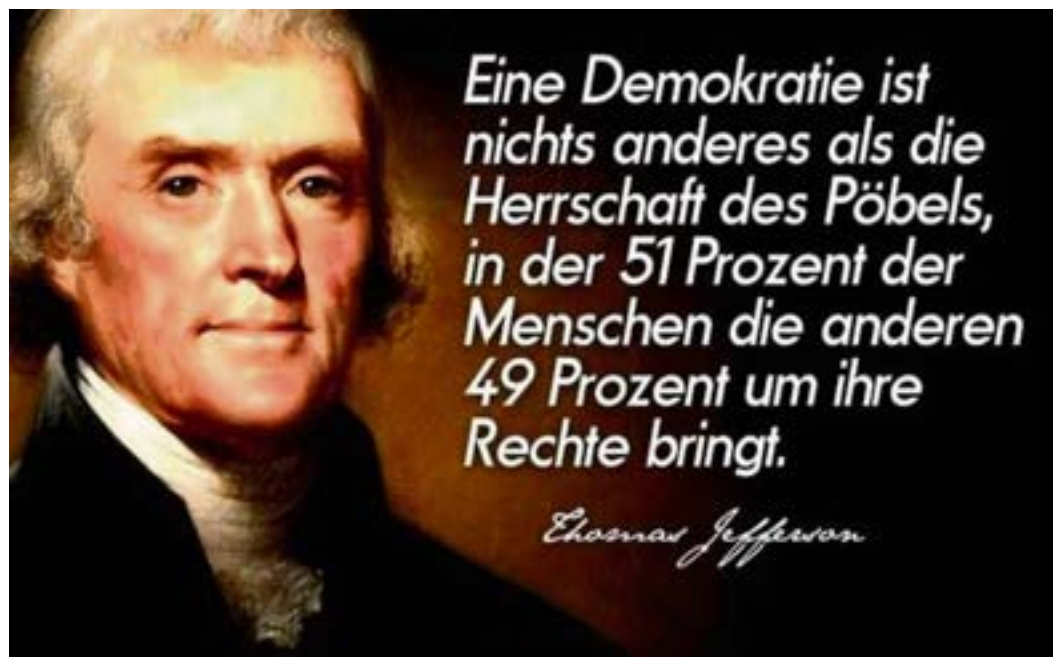 Eine Demokratie ist
nichts anderes als die
Herrschaft des Pöbels,
in der 51 Prozent der
Menschen die anderen
49 Prozent um ihre
Rechte bringt.
Thomas Jefferson